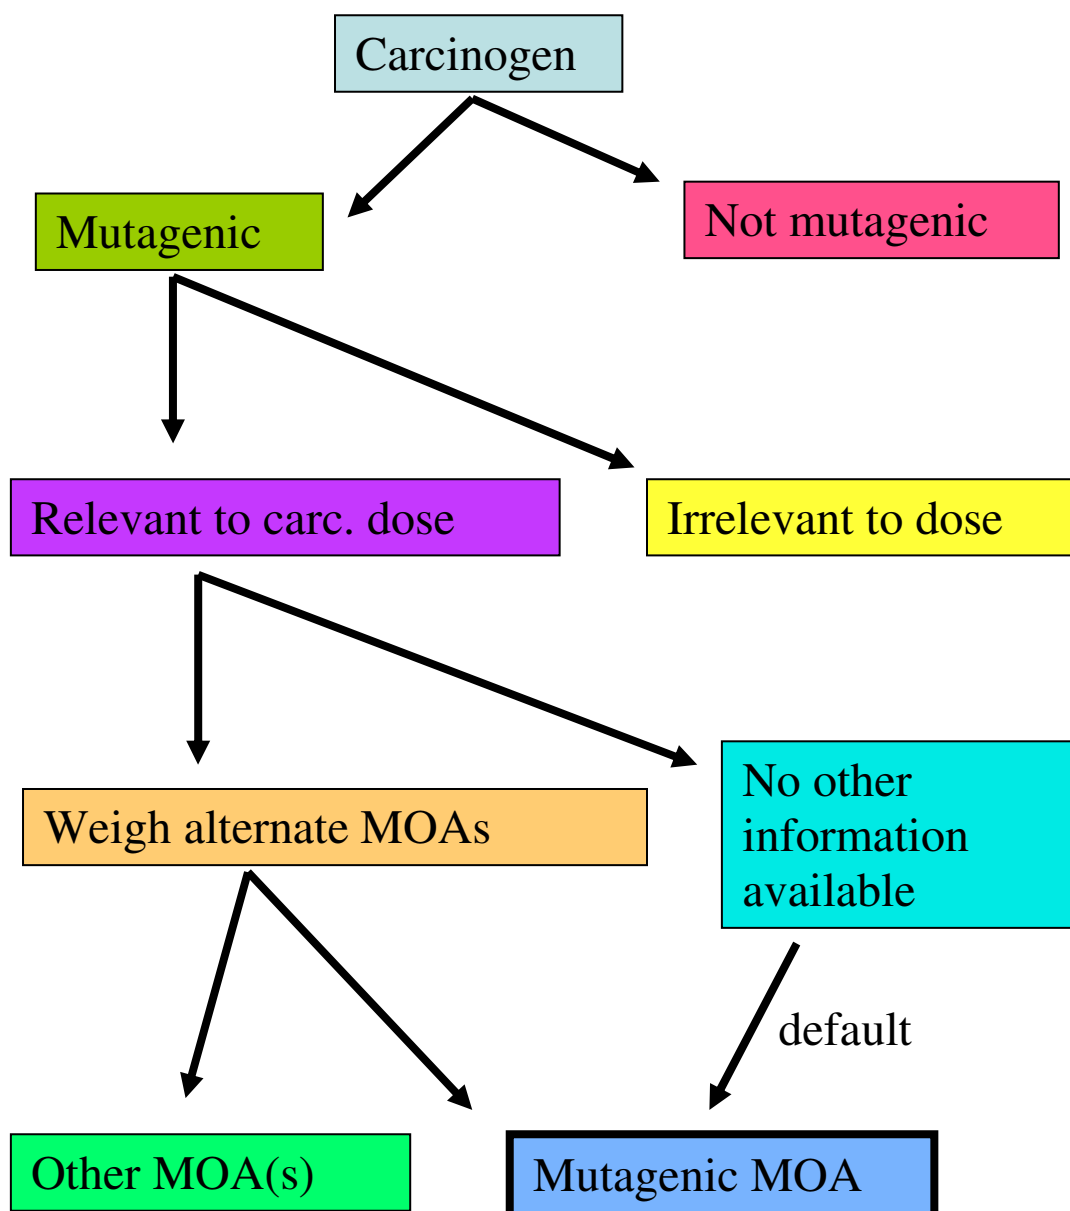 Carcinogen
Mutagenic
Not mutagenic
Relevant to carc. dose
Irrelevant to dose
Weigh alternate MOAs
No other
information
available
default
Other MOA(s)
Mutagenic MOA